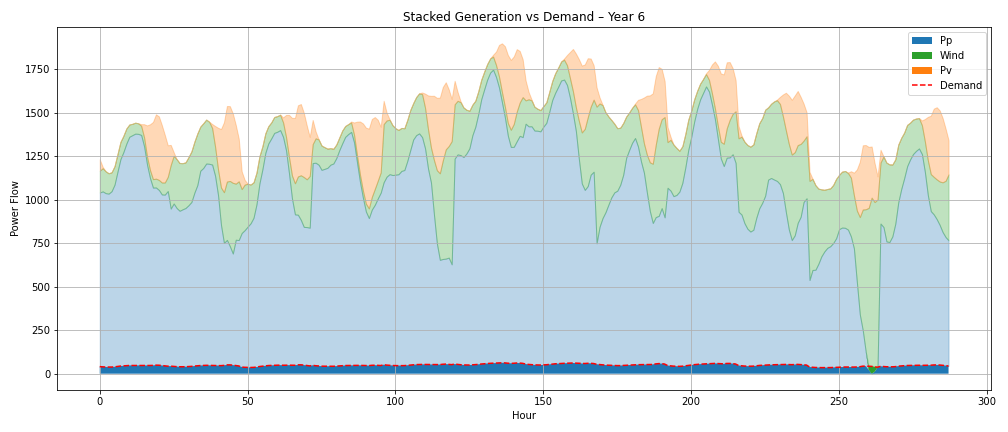 Stacked Generation vs Demand – Year 6
Pp
Wind
Pv
Demand
Power Flow
1750
1500
1250
1000
750
500
250
0
0 50 100 150 200 250 300
Hour